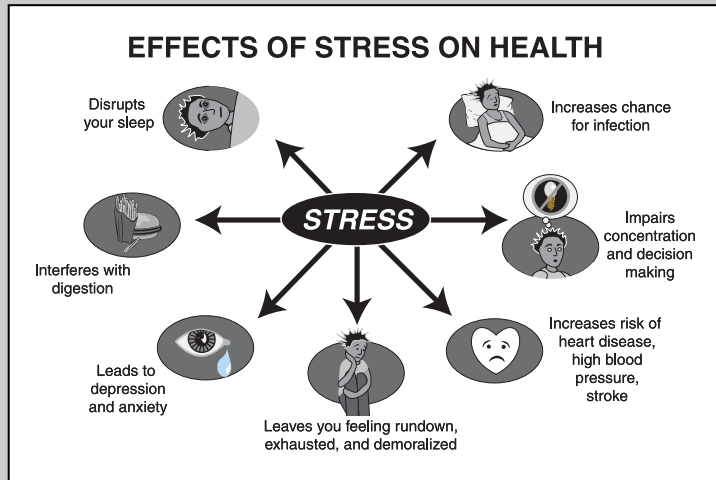 EFFECTS OF STRESS ON HEALTH
Disrupts
your sleep
Increases chance
for infection
STRESS
Interferes with
digestion
Impairs
concentration
and decision
making
Leads to
depression
and anxiety
Leaves you feeling rundown,
exhausted, and demoralized
Increases risk of
heart disease,
high blood
pressure,
stroke